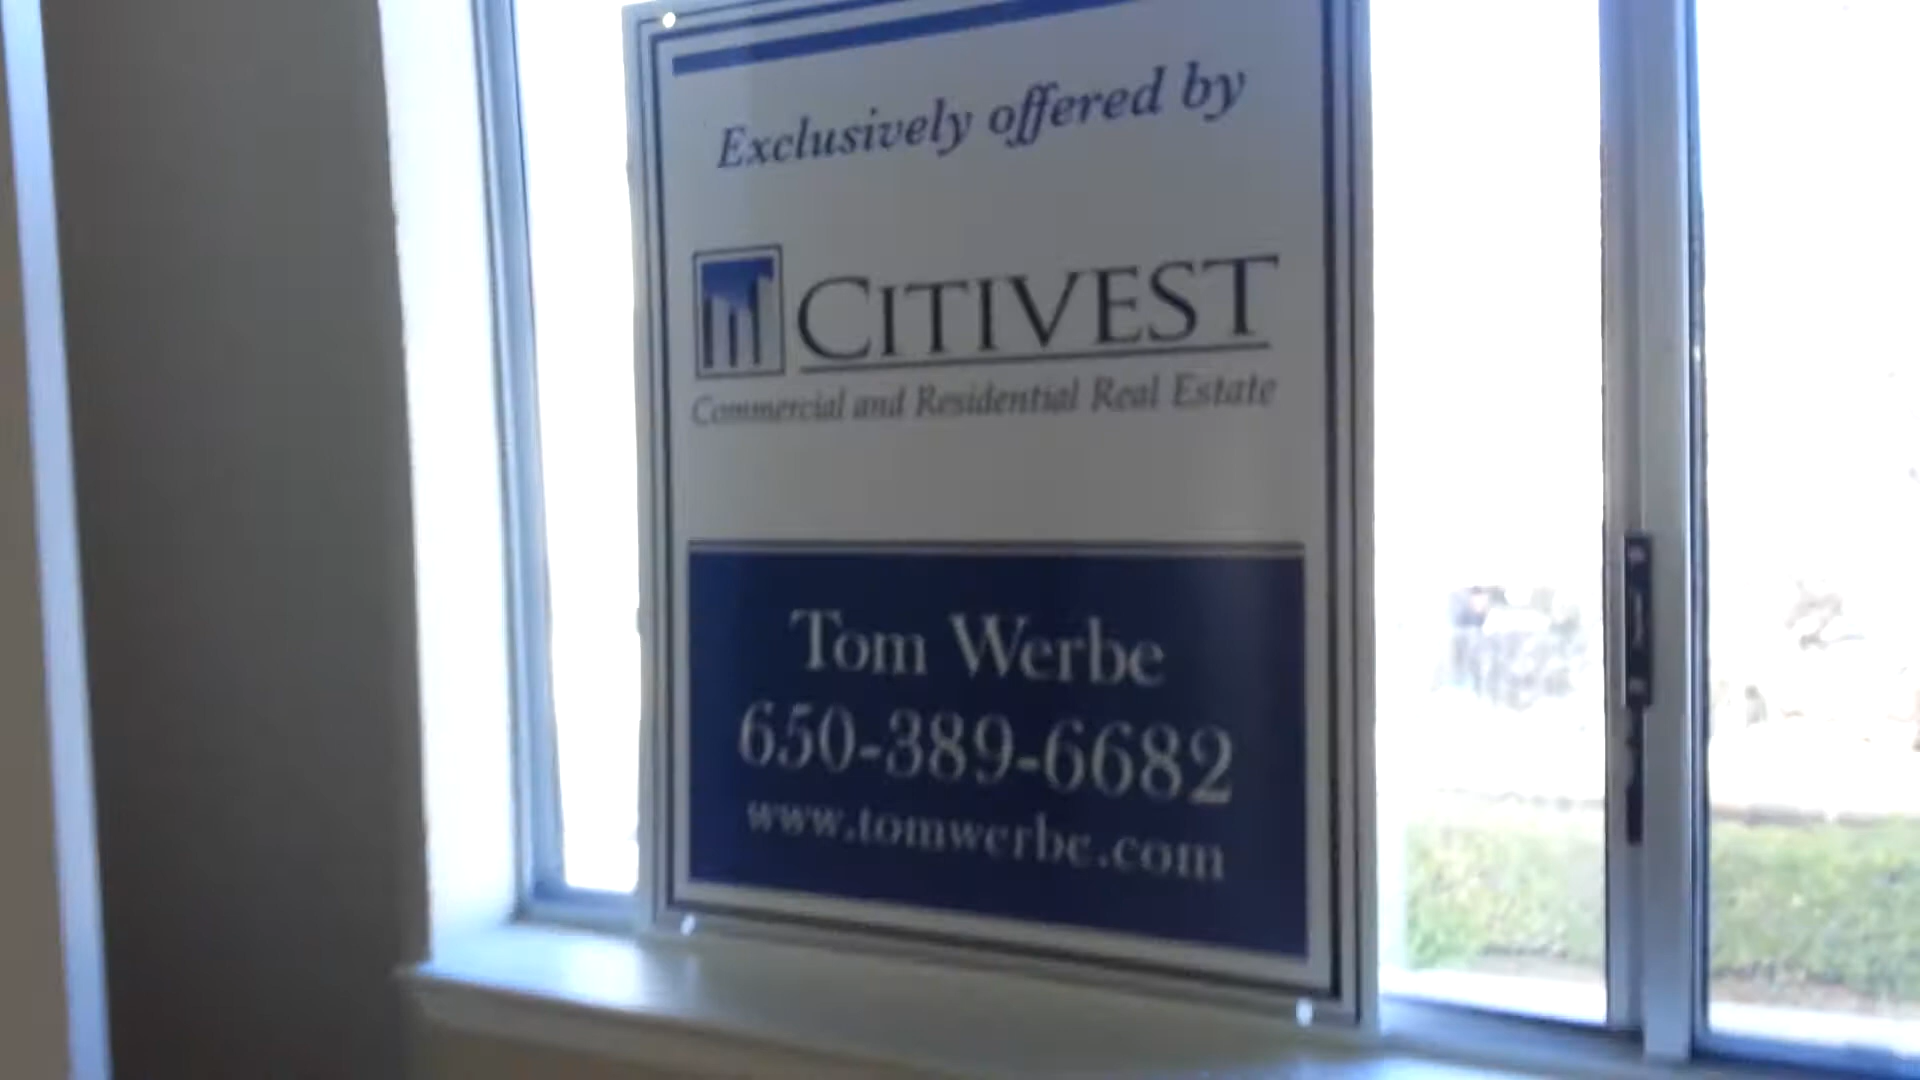 Exclusively offered by
CITIVEST
Commercial and Residential Real Estate
Tom Werbe
650-389-6682
www.tomwerbe.com